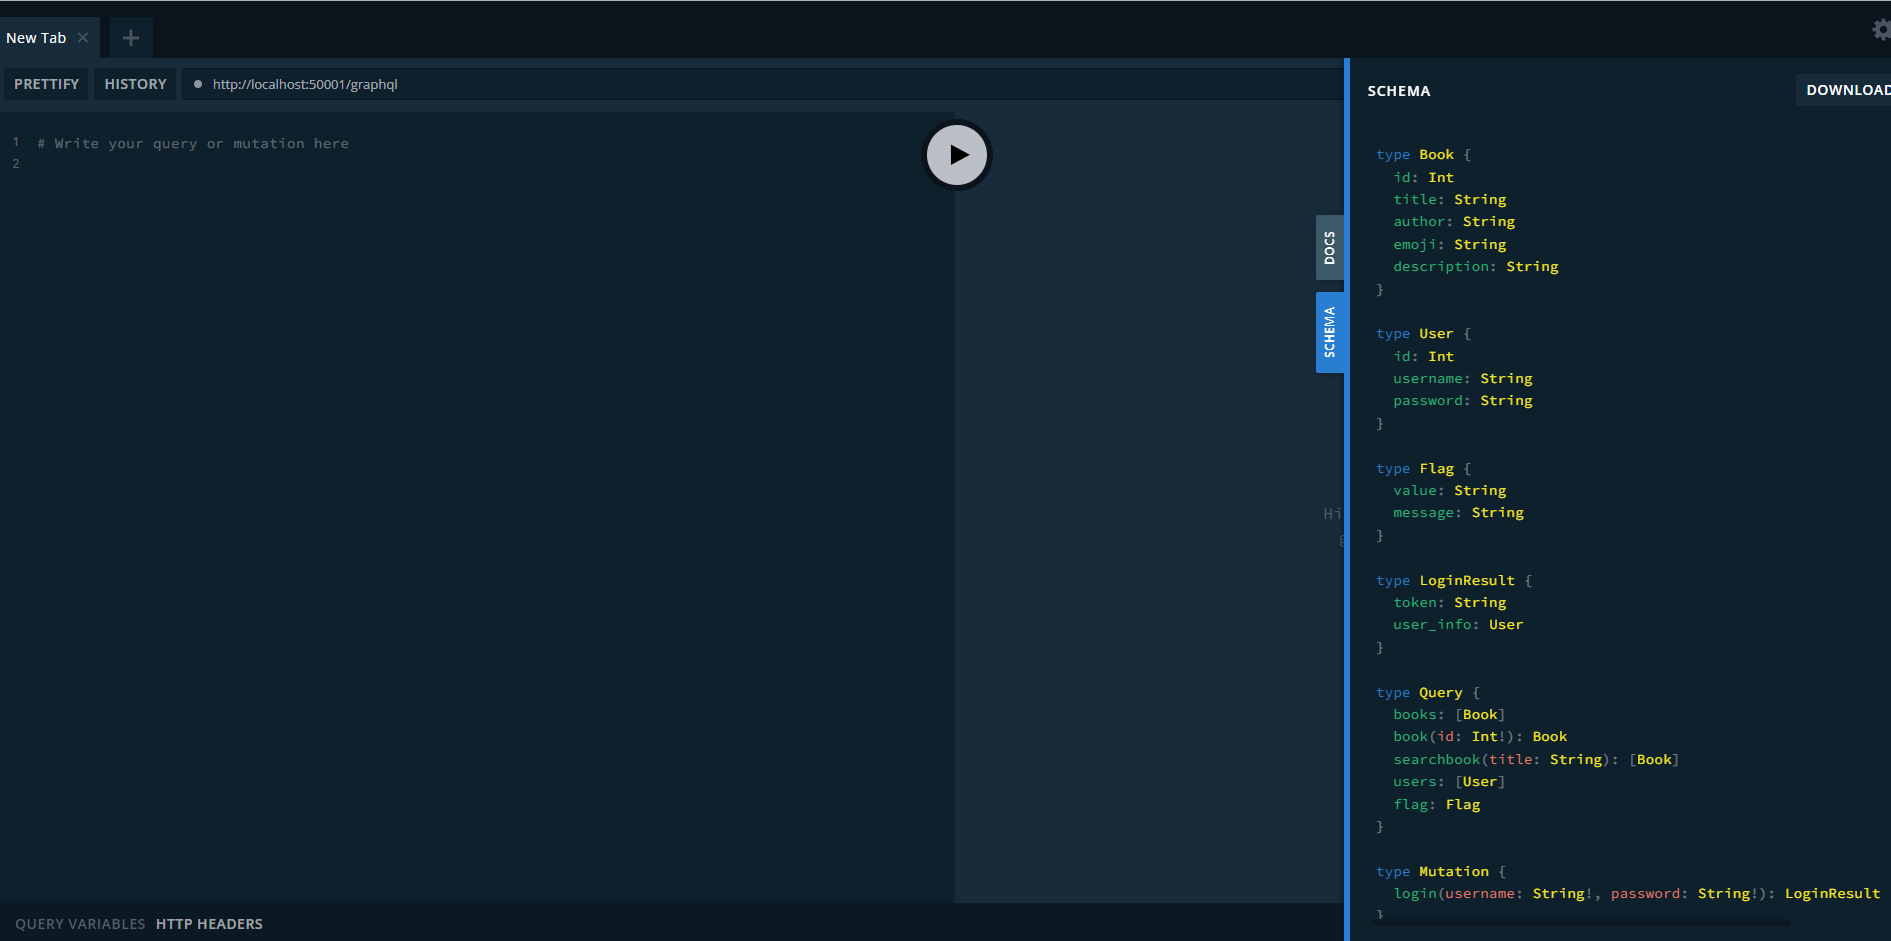 New Tab
PRETTIFY HISTORY http://localhost:50001/graphql
1 # Write your query or mutation here
2
Hi
g
QUERY VARIABLES HTTP HEADERS
DOCS
SCHEMA
SCHEMA DOWNLOAD
type Book {
id: Int
title: String
author: String
emoji: String
description: String
}
type User {
id: Int
username: String
password: String
}
type Flag {
value: String
message: String
}
type LoginResult {
token: String
user_info: User
}
type Query {
books: [Book]
book(id: Int!): Book
searchbook(title: String): [Book]
users: [User]
flag: Flag
}
type Mutation {
login(username: String!, password: String!): LoginResult
}